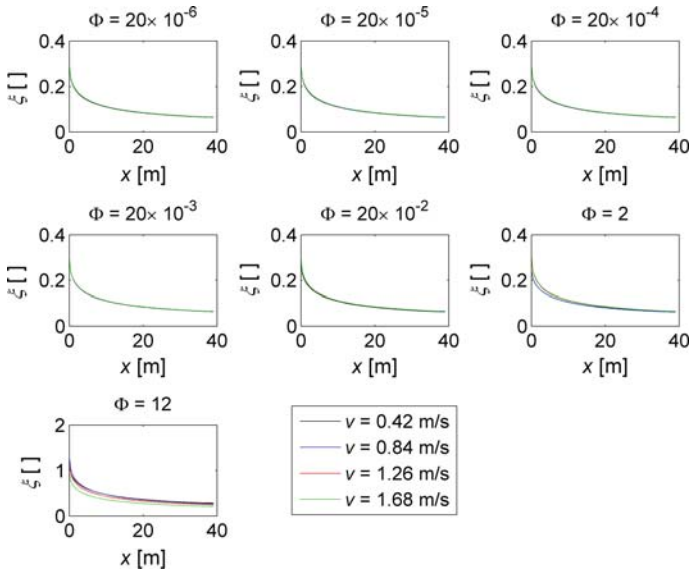 Φ = 20× 10⁻⁶
Φ = 20× 10⁻⁵
Φ = 20× 10⁻⁴
0.4
0.2
0
ξ [ ]
0 20 40
x [m]
0.4
0.2
0
ξ [ ]
0 20 40
x [m]
0.4
0.2
0
ξ [ ]
0 20 40
x [m]
Φ = 20× 10⁻³
Φ = 20× 10⁻²
Φ = 2
0.4
0.2
0
ξ [ ]
0 20 40
x [m]
0.4
0.2
0
ξ [ ]
0 20 40
x [m]
0.4
0.2
0
ξ [ ]
0 20 40
x [m]
Φ = 12
2
1
0
ξ [ ]
0 20 40
x [m]
v = 0.42 m/s
v = 0.84 m/s
v = 1.26 m/s
v = 1.68 m/s